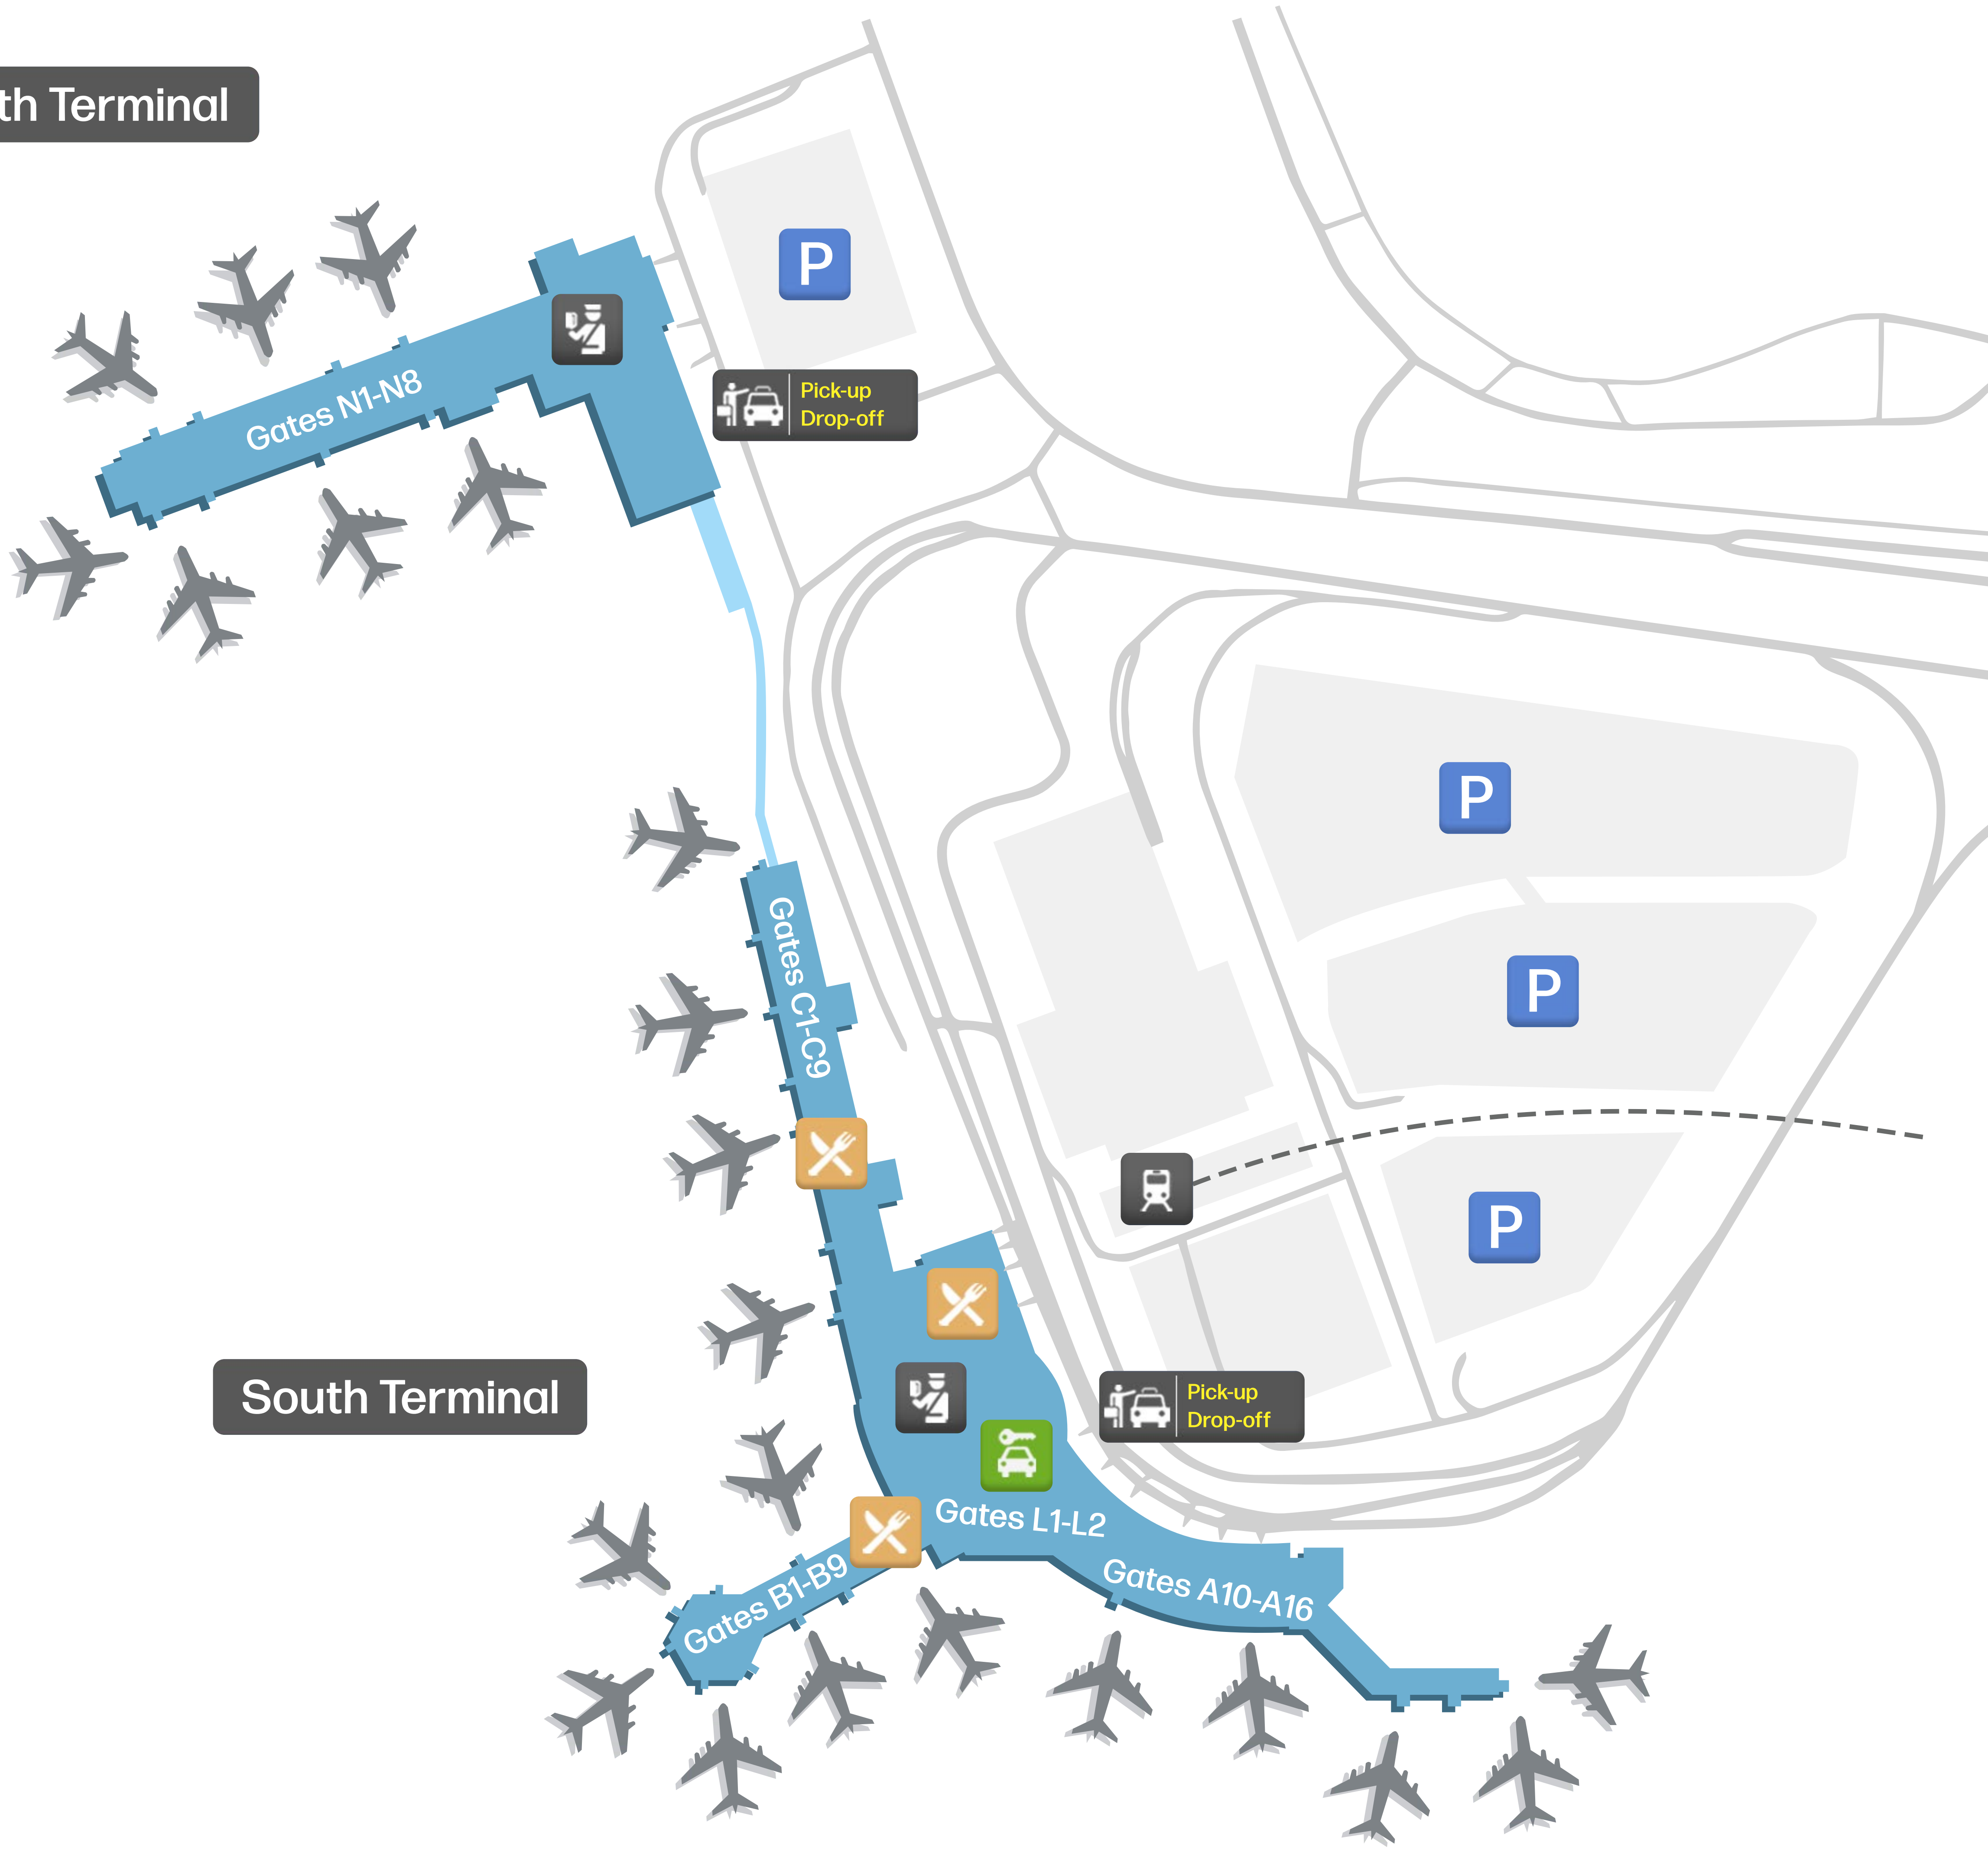 th Terminal
P
Gates N1-N8
Pick-up
Drop-off
P
Gates C1-C9
P
P
South Terminal
Pick-up
Drop-off
Gates L1-L2
Gates B1-B9
Gates A10-A16